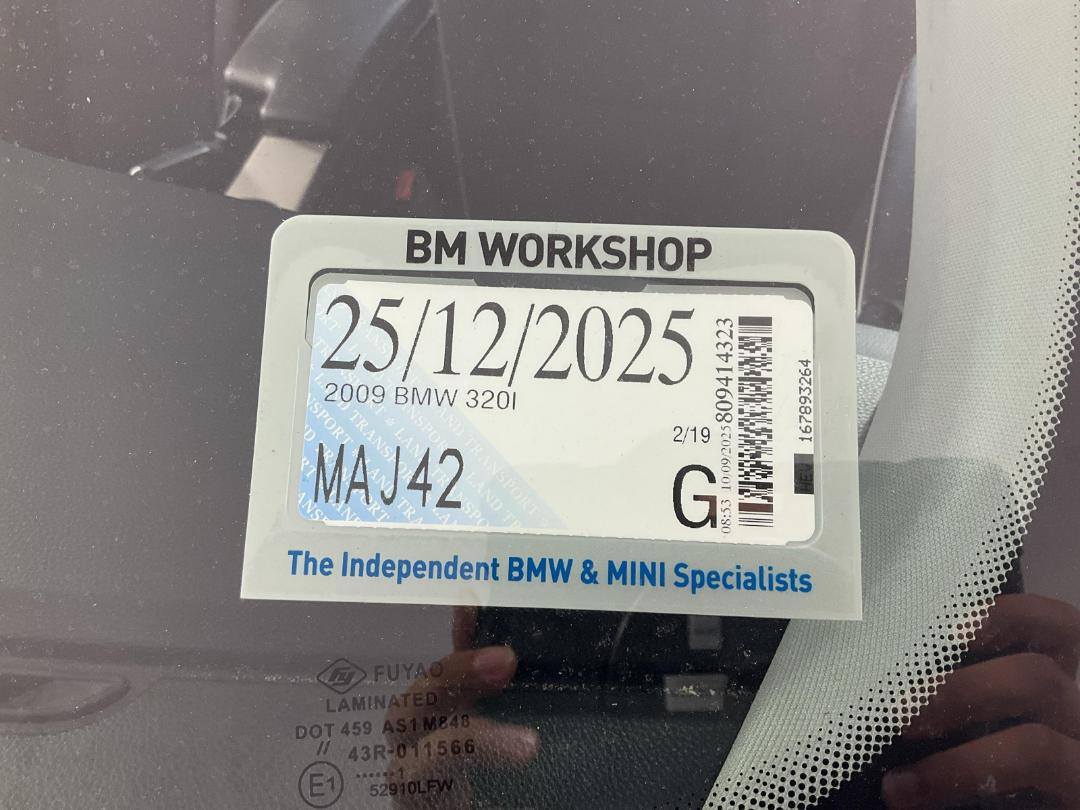 BM WORKSHOP
25/12/2025
2009 BMW 320I
2/19
MAJ42
G
08:53 10/09/2025 809414323
167893264
The Independent BMW & MINI Specialists
FUYAO
LAMINATED
DOT 459 AS1 M848
// 43R-011566
E1
52910LFW